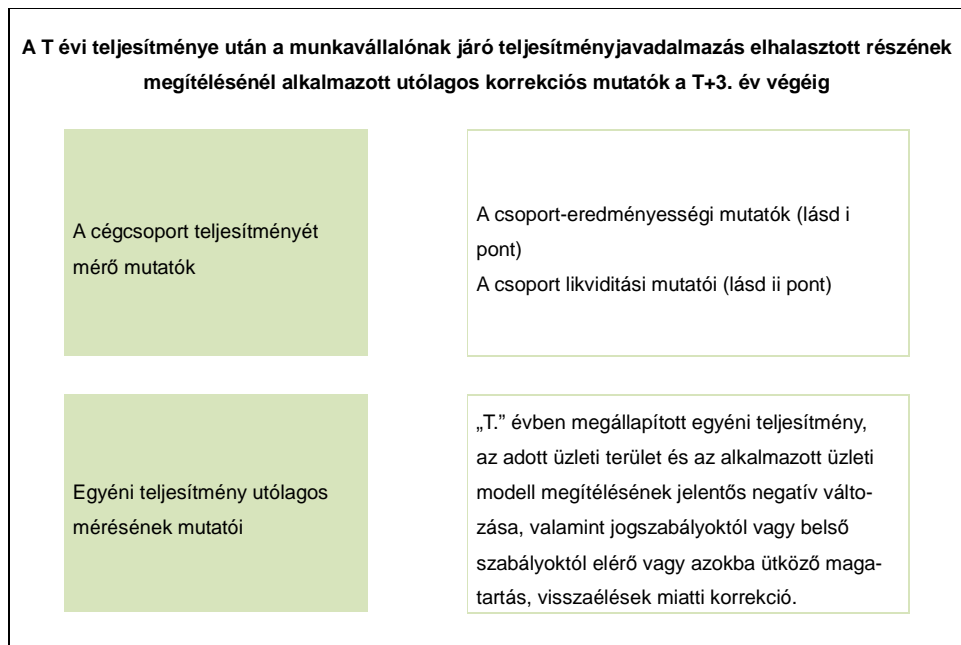 A T évi teljesítménye után a munkavállalónak járó teljesítményjavadalmazás elhalasztott részének
megítélésénél alkalmazott utólagos korrekciós mutatók a T+3. év végéig
A cégcsoport teljesítményét
mérő mutatók
A csoport-eredményességi mutatók (lásd i
pont)
A csoport likviditási mutatói (lásd ii pont)
Egyéni teljesítmény utólagos
mérésének mutatói
„T.” évben megállapított egyéni teljesítmény,
az adott üzleti terület és az alkalmazott üzleti
modell megítélésének jelentős negatív válto-
zása, valamint jogszabályoktól vagy belső
szabályoktól elérő vagy azokba ütköző maga-
tartás, visszaélések miatti korrekció.